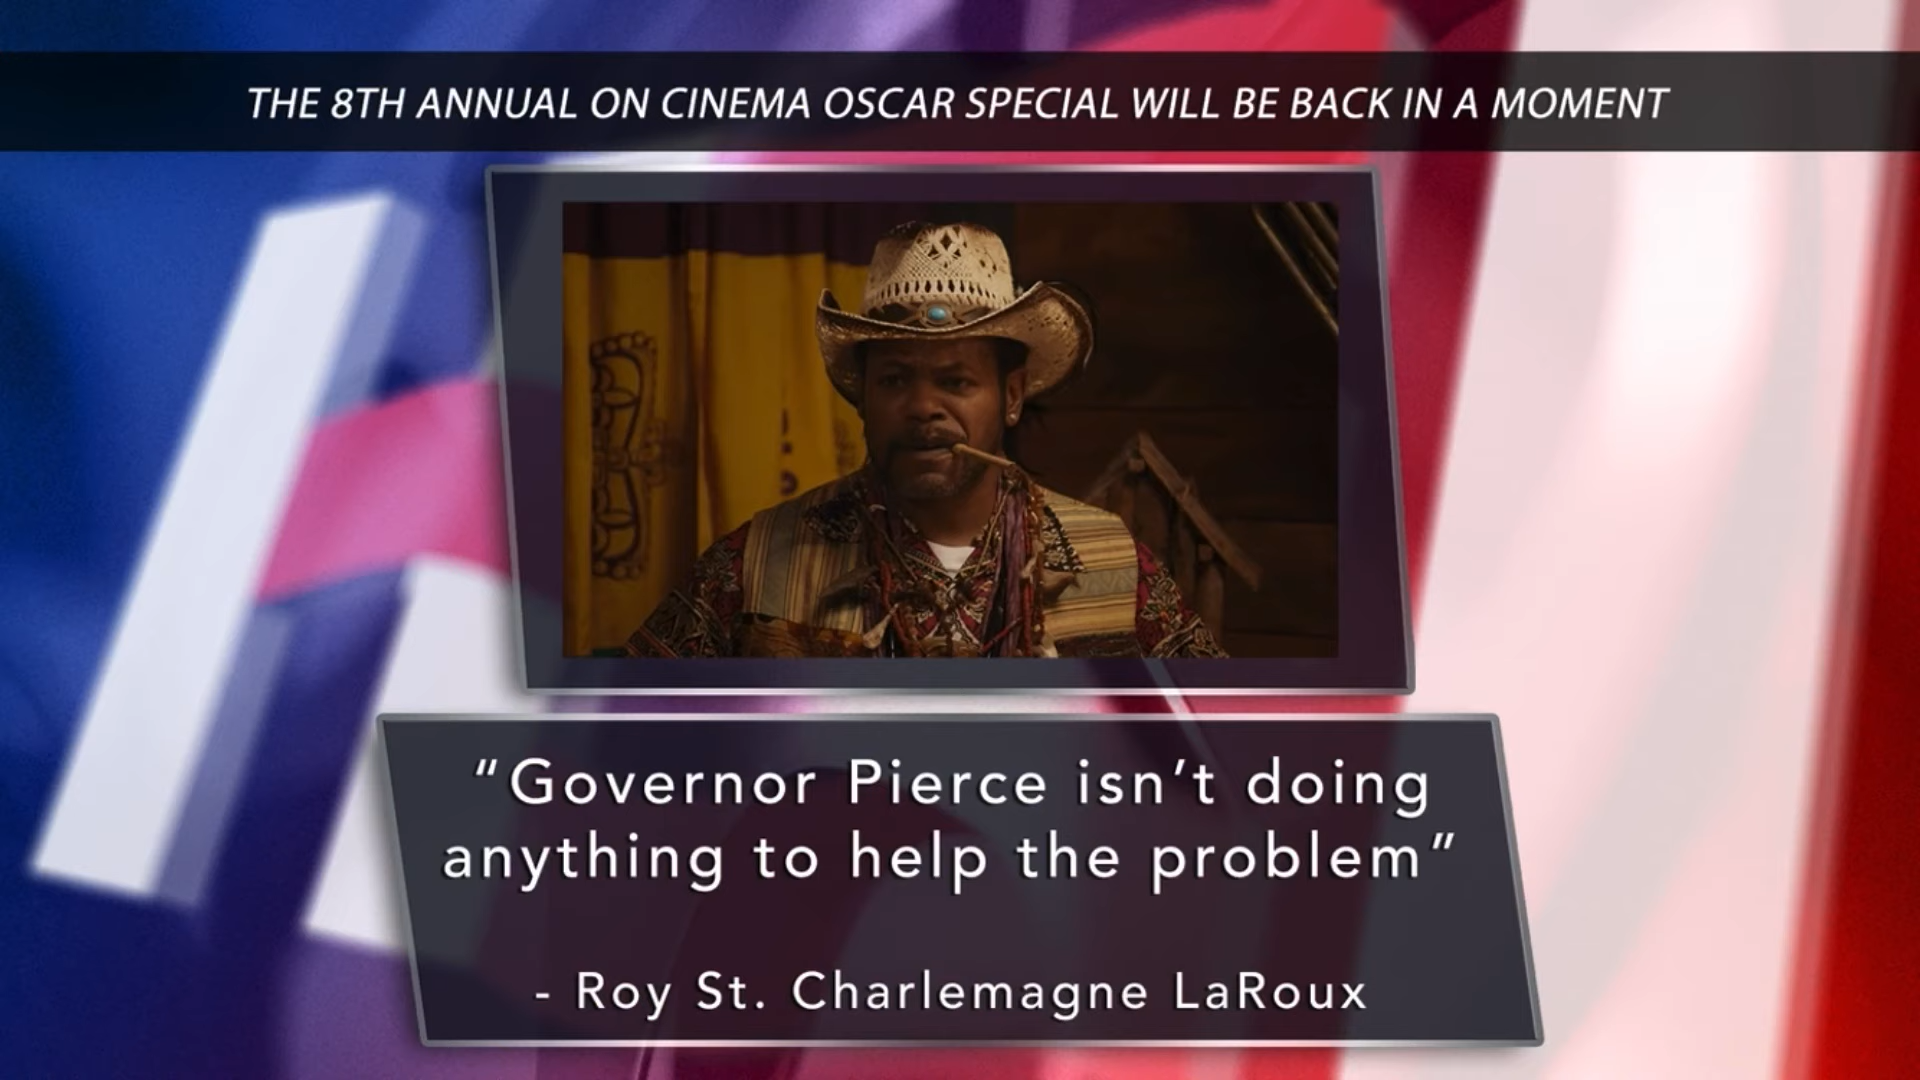 THE 8TH ANNUAL ON CINEMA OSCAR SPECIAL WILL BE BACK IN A MOMENT
“Governor Pierce isn’t doing
anything to help the problem”
- Roy St. Charlemagne LaRoux